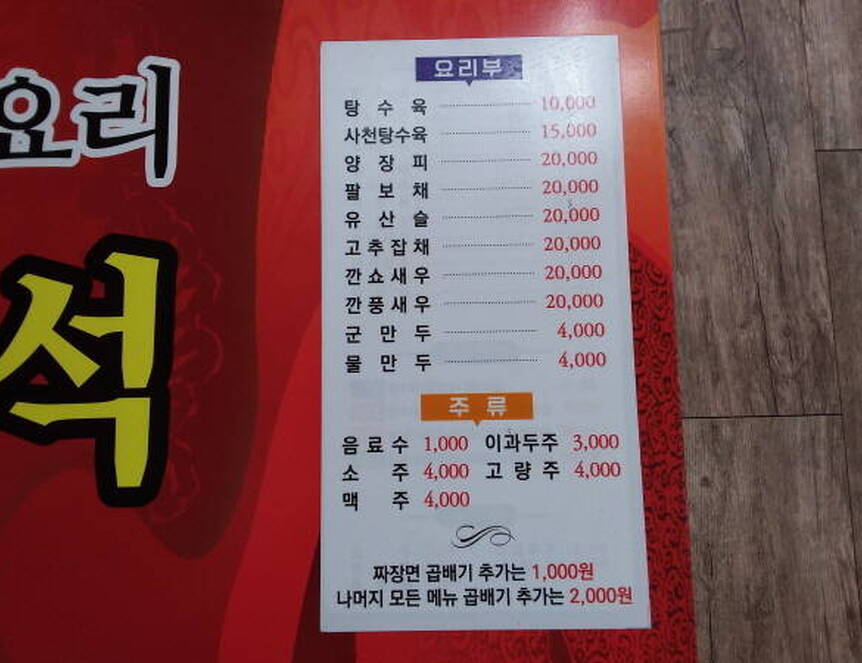 요리
석
요리부
탕 수 육 10,000
사천탕수육 15,000
양 장 피 20,000
팔 보 채 20,000
유 산 슬 20,000
고추잡채 20,000
깐쇼새우 20,000
깐풍새우 20,000
군 만 두 4,000
물 만 두 4,000
주 류
음료수 1,000 이과두주 3,000
소 주 4,000 고 량 주 4,000
맥 주 4,000
짜장면 곱배기 추가는 1,000원
나머지 모든 메뉴 곱배기 추가는 2,000원